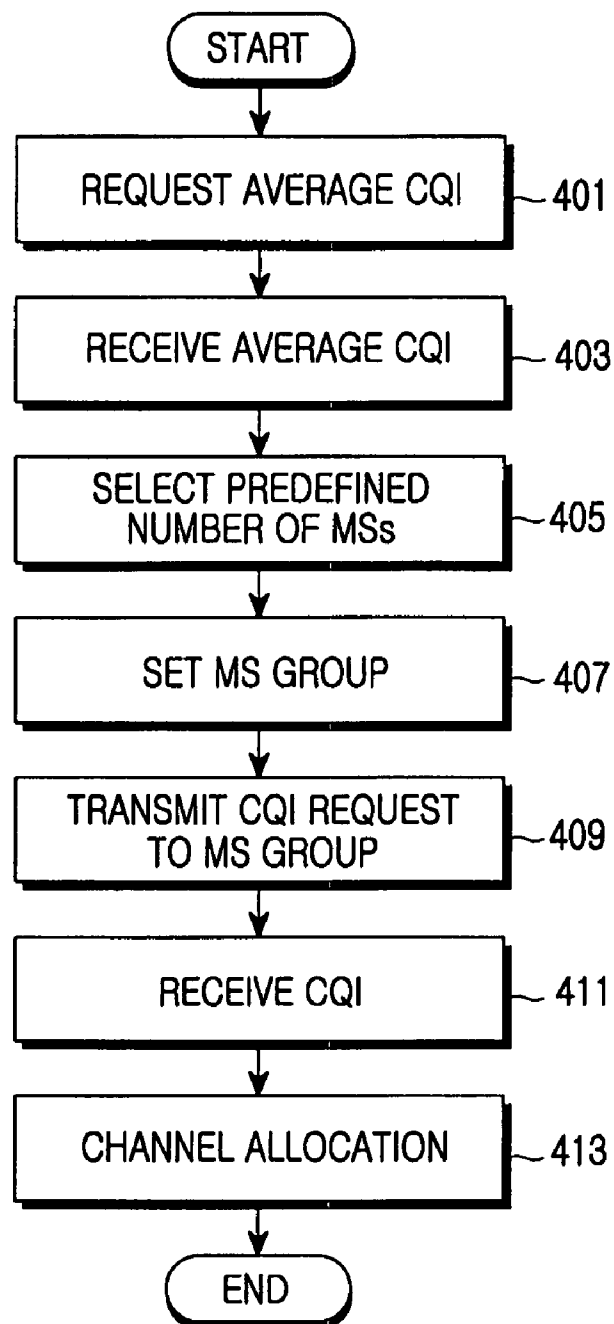 START
REQUEST AVERAGE CQI
401
RECEIVE AVERAGE CQI
403
SELECT PREDEFINED
NUMBER OF MSs
405
SET MS GROUP
407
TRANSMIT CQI REQUEST
TO MS GROUP
409
RECEIVE CQI
411
CHANNEL ALLOCATION
413
END